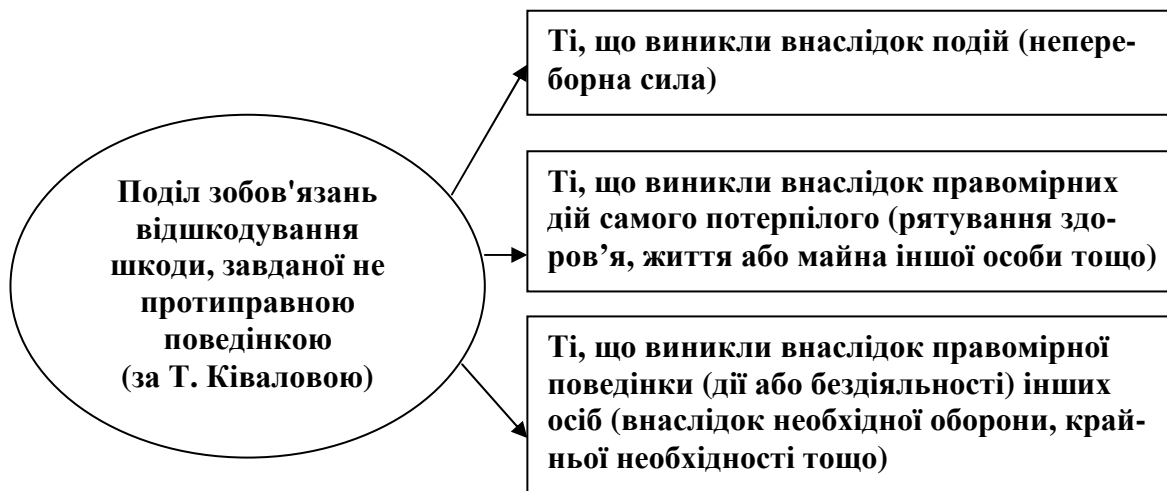 Поділ зобов'язань
відшкодування
шкоди, завданої не
протиправною
поведінкою
(за Т. Ківаловою)
Ті, що виникли внаслідок подій (непере-
борна сила)
Ті, що виникли внаслідок правомірних
дій самого потерпілого (рятування здо-
ров’я, життя або майна іншої особи тощо)
Ті, що виникли внаслідок правомірної
поведінки (дії або бездіяльності) інших
осіб (внаслідок необхідної оборони, край-
ньої необхідності тощо)